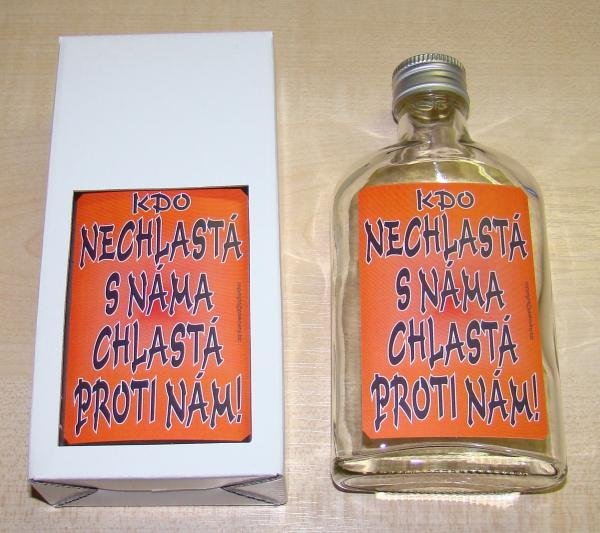 KDO
NECHLASTÁ
S NÁMA
CHLASTÁ
PROTI NÁM!
KDO
NECHLASTÁ
S NÁMA
CHLASTÁ
PROTI NÁM!